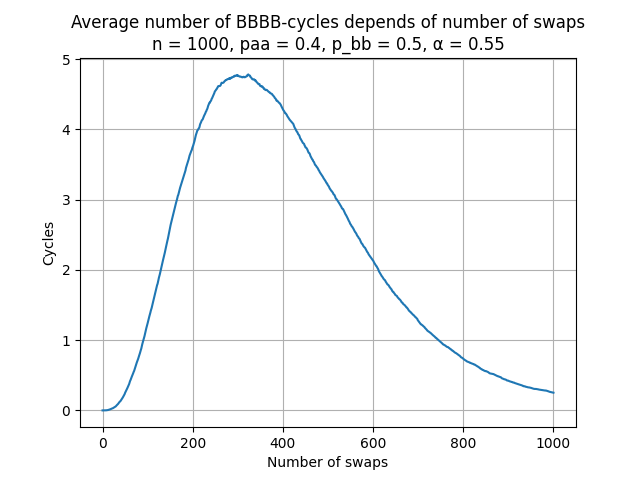 Average number of BBBB-cycles depends of number of swaps
n = 1000, paa = 0.4, p_bb = 0.5, α = 0.55
5
4
3
2
1
0
Cycles
0 200 400 600 800 1000
Number of swaps